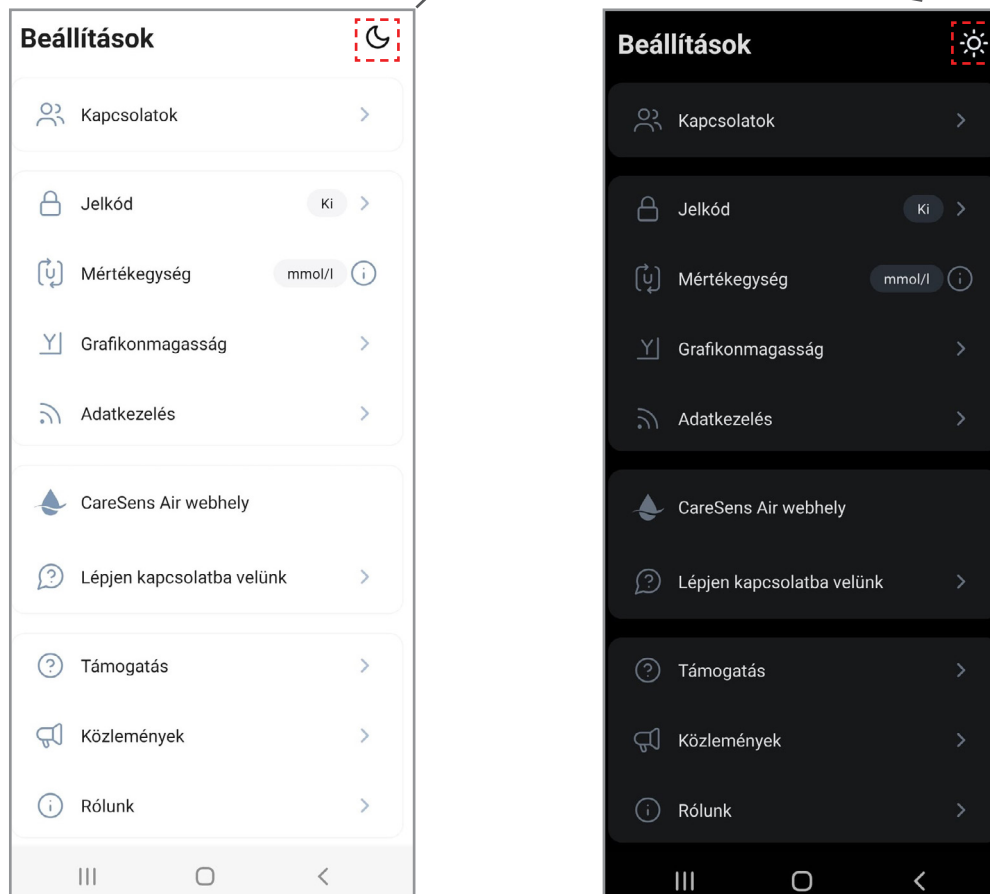 Beállítások
Kapcsolatok
Jelkód Ki
Mértékegység mmol/l
Grafikonmagasság
Adatkezelés
CareSens Air webhely
Lépjen kapcsolatba velünk
Támogatás
Közlemények
Rólunk
Beállítások
Kapcsolatok
Jelkód Ki
Mértékegység mmol/l
Grafikonmagasság
Adatkezelés
CareSens Air webhely
Lépjen kapcsolatba velünk
Támogatás
Közlemények
Rólunk